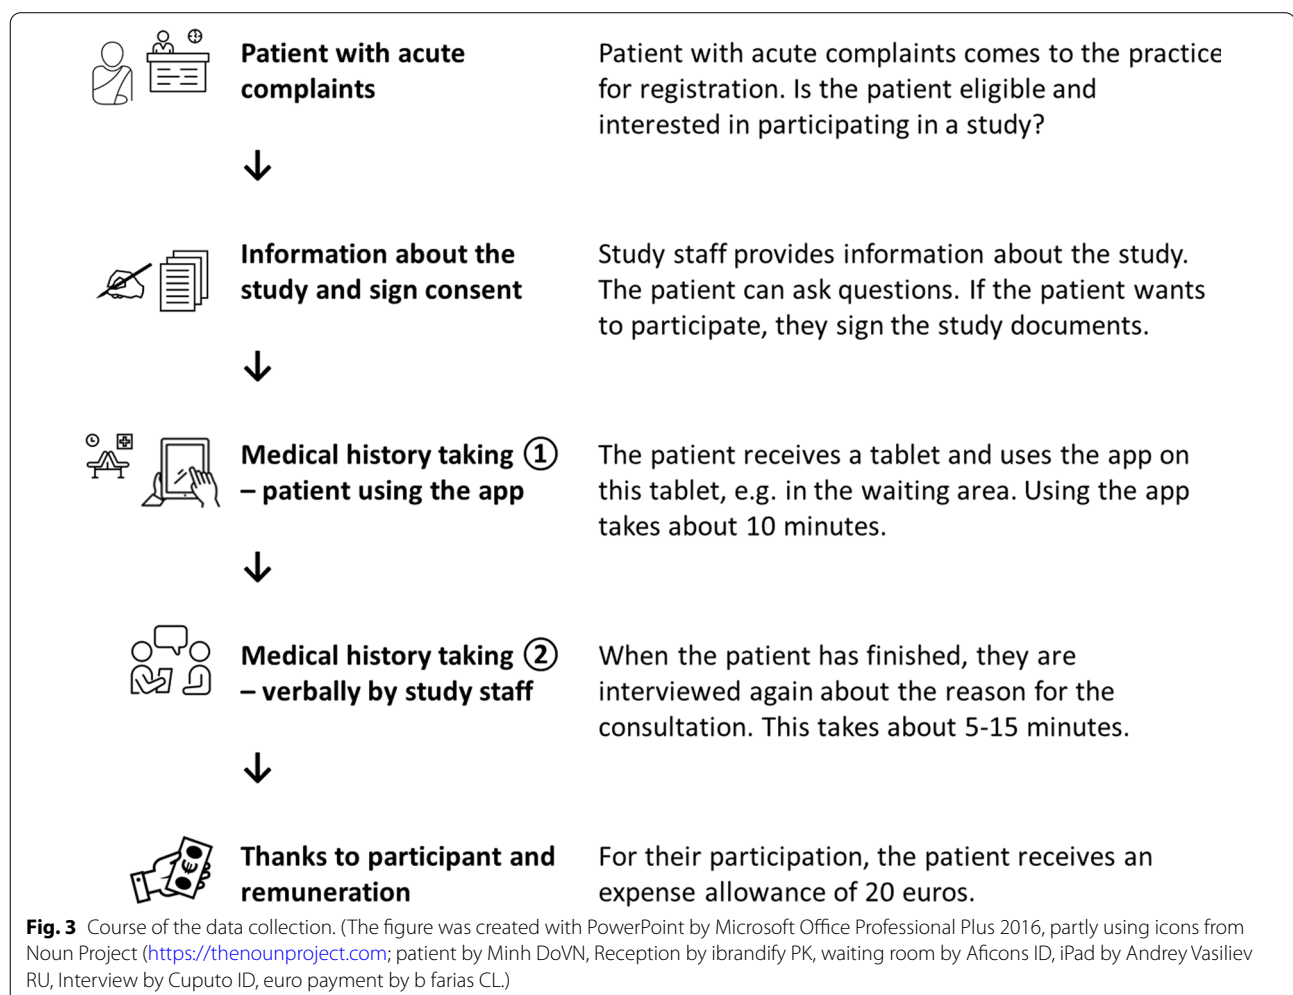 Patient with acute
complaints
Patient with acute complaints comes to the practice
for registration. Is the patient eligible and
interested in participating in a study?
Information about the
study and sign consent
Study staff provides information about the study.
The patient can ask questions. If the patient wants
to participate, they sign the study documents.
Medical history taking ①
– patient using the app
The patient receives a tablet and uses the app on
this tablet, e.g. in the waiting area. Using the app
takes about 10 minutes.
Medical history taking ②
– verbally by study staff
When the patient has finished, they are
interviewed again about the reason for the
consultation. This takes about 5-15 minutes.
€
Thanks to participant and
remuneration
For their participation, the patient receives an
expense allowance of 20 euros.
Fig. 3 Course of the data collection. (The figure was created with PowerPoint by Microsoft Office Professional Plus 2016, partly using icons from
Noun Project (https://thenounproject.com; patient by Minh DoVN, Reception by ibrandify PK, waiting room by Aficons ID, iPad by Andrey Vasiliev
RU, Interview by Cuputo ID, euro payment by b farias CL.)